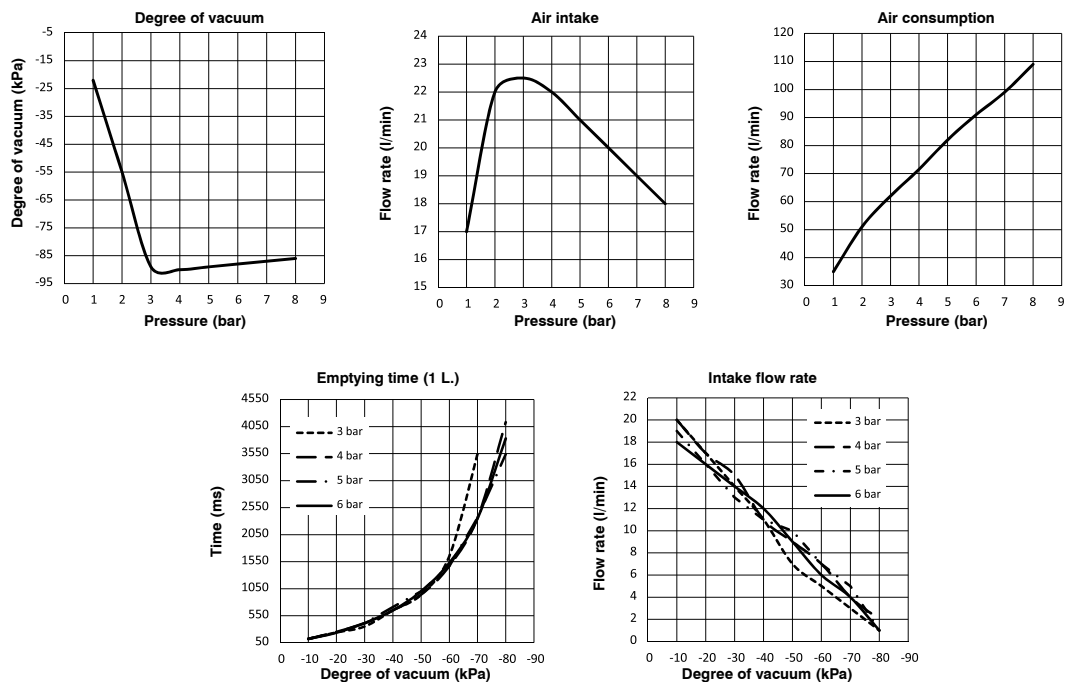 Degree of vacuum
Degree of vacuum (kPa)
-5
-15
-25
-35
-45
-55
-65
-75
-85
-95
0 1 2 3 4 5 6 7 8 9
Pressure (bar)
Air intake
Flow rate (l/min)
24
23
22
21
20
19
18
17
16
15
0 1 2 3 4 5 6 7 8 9
Pressure (bar)
Air consumption
Flow rate (l/min)
120
110
100
90
80
70
60
50
40
30
0 1 2 3 4 5 6 7 8 9
Pressure (bar)
Emptying time (1 L.)
Time (ms)
4550
4050
3550
3050
2550
2050
1550
1050
550
50
3 bar
4 bar
5 bar
6 bar
0 -10 -20 -30 -40 -50 -60 -70 -80 -90
Degree of vacuum (kPa)
Intake flow rate
Flow rate (l/min)
22
20
18
16
14
12
10
8
6
4
2
0
3 bar
4 bar
5 bar
6 bar
0 -10 -20 -30 -40 -50 -60 -70 -80 -90
Degree of vacuum (kPa)